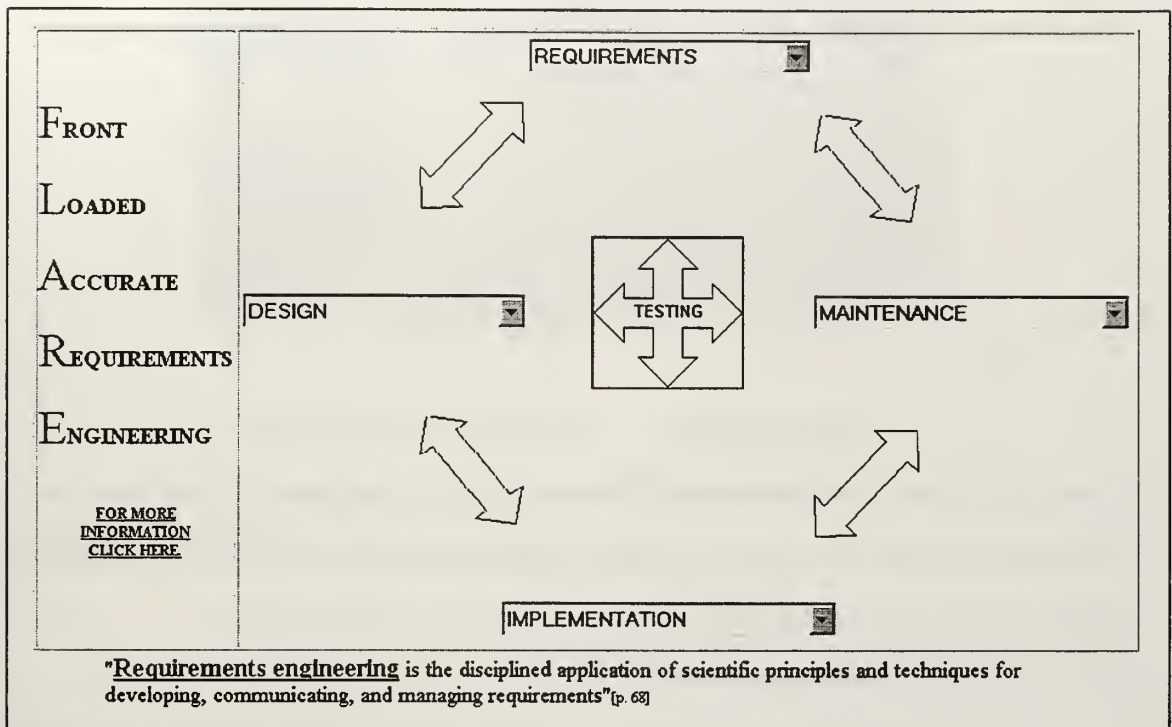 FRONT
LOADED
ACCURATE
REQUIREMENTS
ENGINEERING
FOR MORE
INFORMATION
CLICK HERE.
REQUIREMENTS
DESIGN
TESTING
MAINTENANCE
IMPLEMENTATION
"Requirements engineering is the disciplined application of scientific principles and techniques for
developing, communicating, and managing requirements"[p. 68]